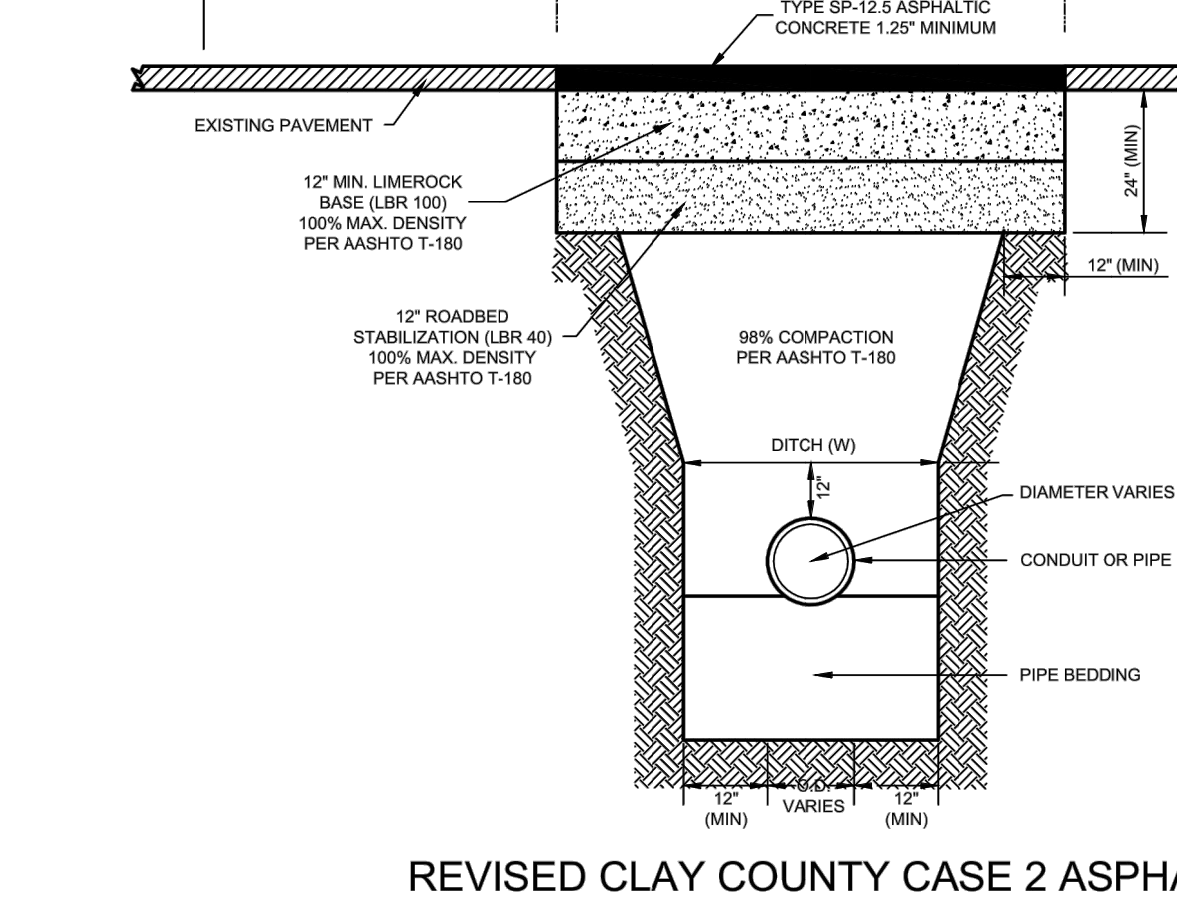 TYPE SP-12.5 ASPHALTIC
CONCRETE 1.25" MINIMUM
EXISTING PAVEMENT
24" (MIN)
12" MIN. LIMEROCK
BASE (LBR 100)
100% MAX. DENSITY
PER AASHTO T-180
12" (MIN)
12" ROADBED
STABILIZATION (LBR 40)
100% MAX. DENSITY
PER AASHTO T-180
98% COMPACTION
PER AASHTO T-180
DITCH (W)
12"
DIAMETER VARIES
CONDUIT OR PIPE
PIPE BEDDING
12"
(MIN)
O.D.
VARIES
12"
(MIN)
REVISED CLAY COUNTY CASE 2 ASPHA